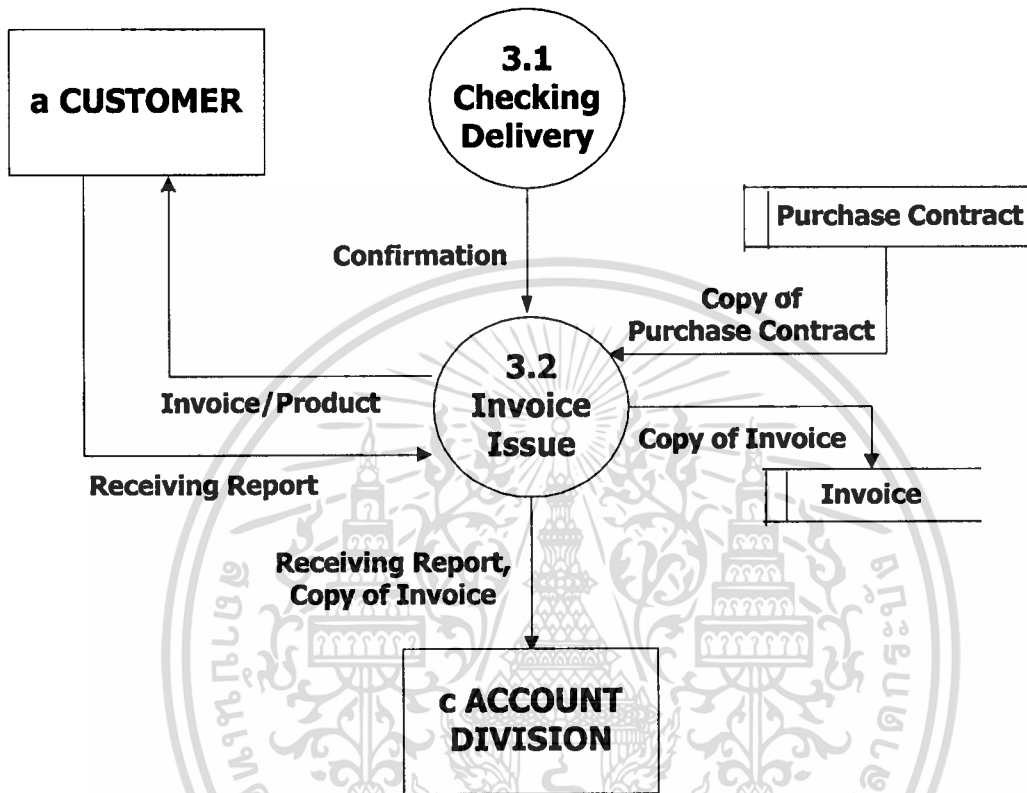 a CUSTOMER
3.1
Checking
Delivery
Purchase Contract
Confirmation
Copy of
Purchase Contract
3.2
Invoice
Issue
Invoice/Product
Copy of Invoice
Receiving Report
Invoice
Receiving Report,
Copy of Invoice
c ACCOUNT
DIVISION